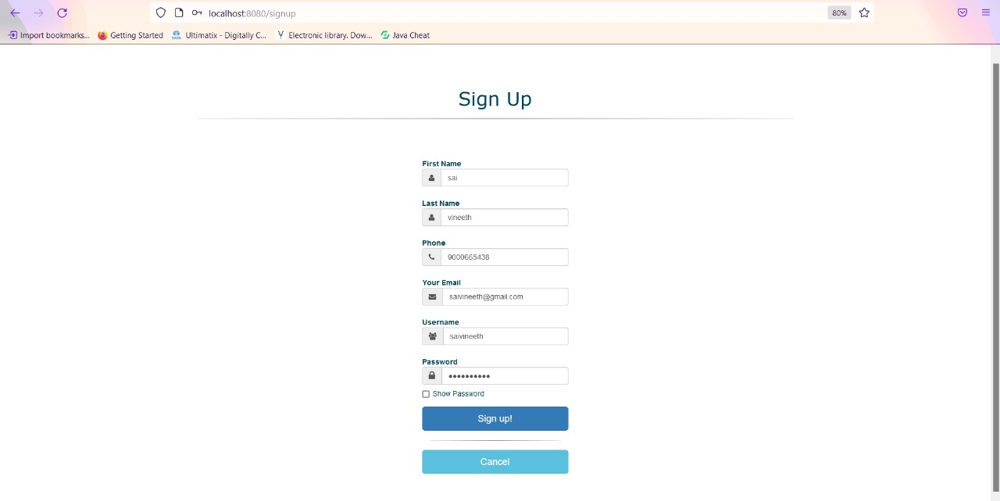 localhost:8080/signup 80%
Import bookmarks... Getting Started Ultimatix - Digitally C... Electronic library. Dow... Java Cheat
Sign Up
First Name
sai
Last Name
vineeth
Phone
9000665438
Your Email
saivineeth@gmail.com
Username
saivineeth
Password
••••••••••
Show Password
Sign up!
Cancel